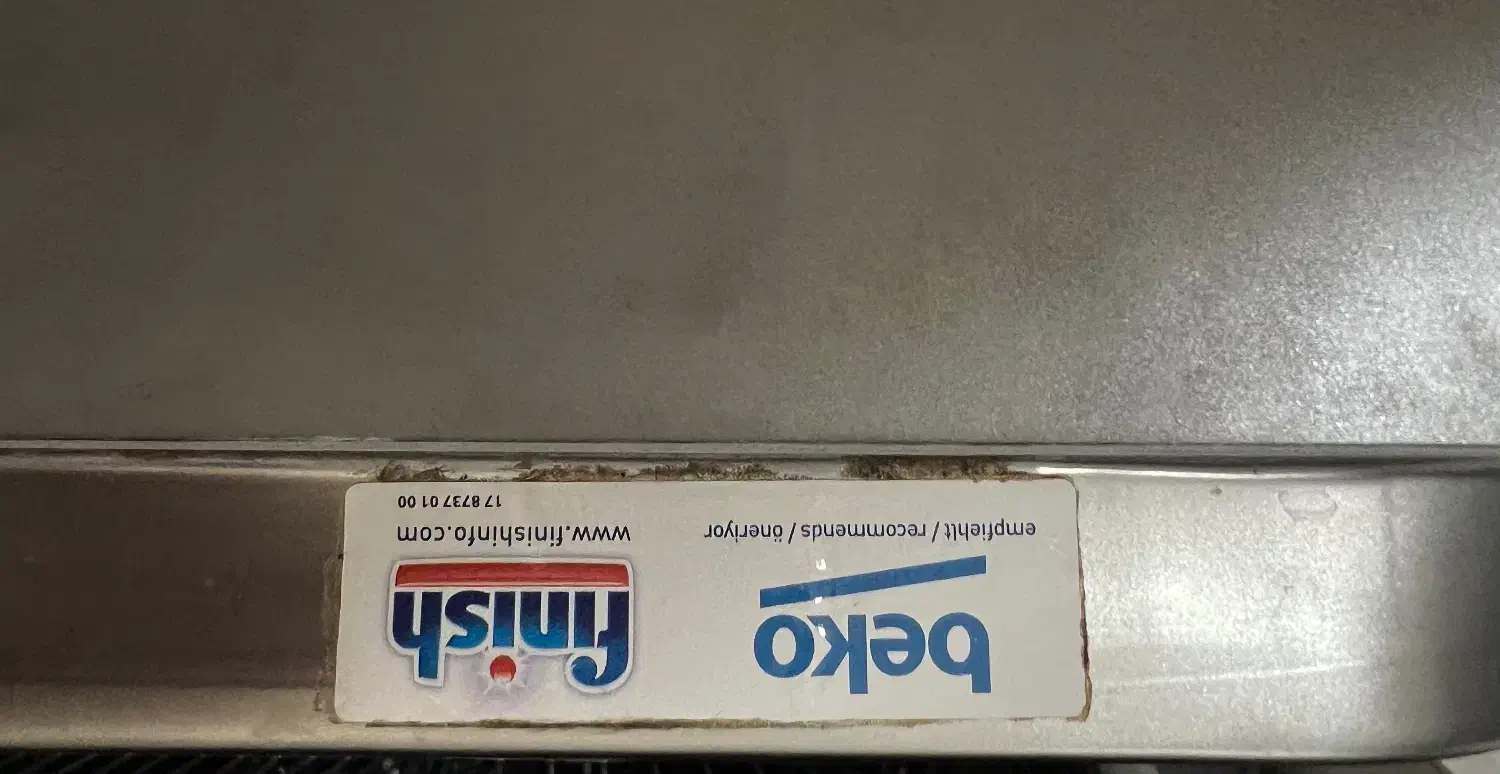 beko
empfiehlt / recommends / öneriyor
finish
www.finishinfo.com
17 8737 01 00